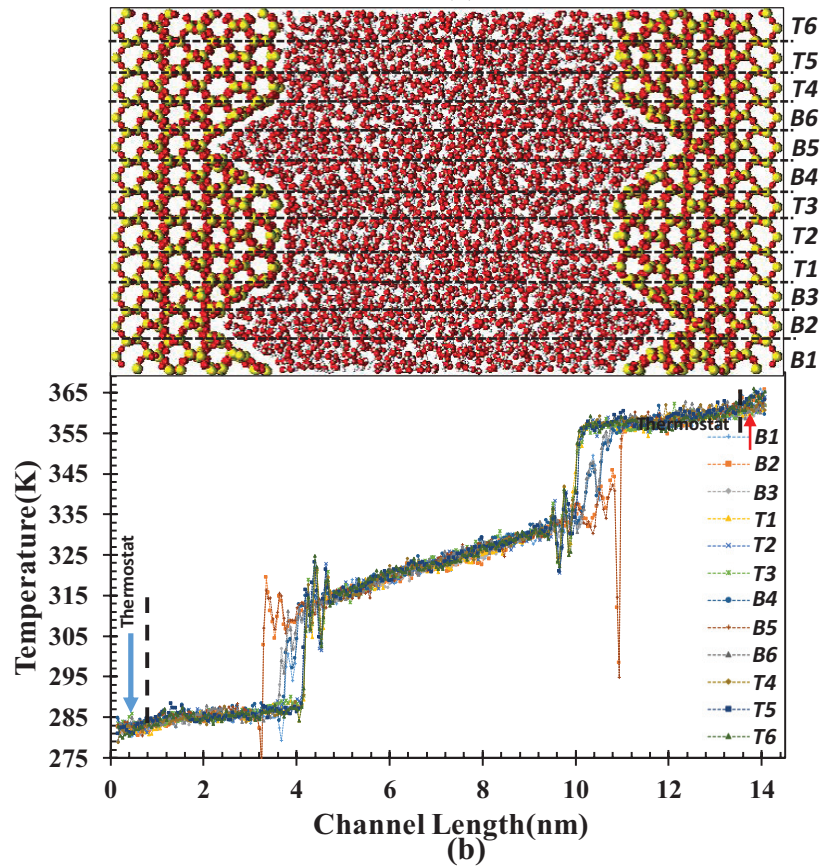 T6
T5
T4
B6
B5
B4
T3
T2
T1
B3
B2
B1
365
355
345
335
325
315
305
295
285
275
Temperature(K)
Thermostat
Thermostat
B1
B2
B3
T1
T2
T3
B4
B5
B6
T4
T5
T6
0 2 4 6 8 10 12 14
Channel Length(nm)
(b)